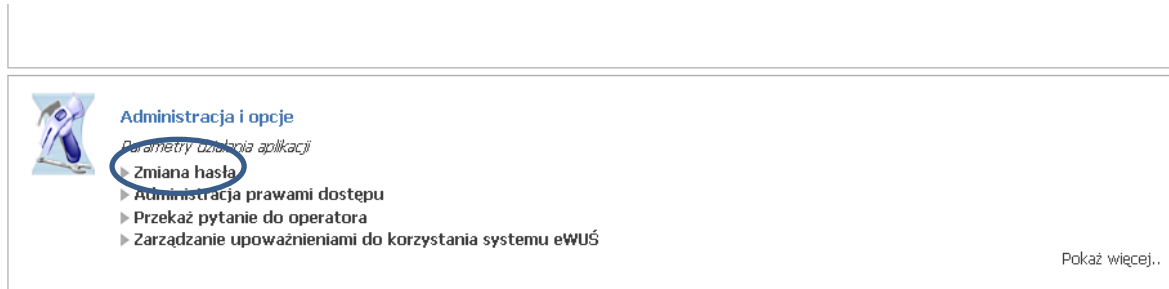 Administracja i opcje
Parametry działania aplikacji
Zmiana hasła
Administracja prawami dostępu
Przekaż pytanie do operatora
Zarządzanie upoważnieniami do korzystania systemu eWUŚ
Pokaż więcej..